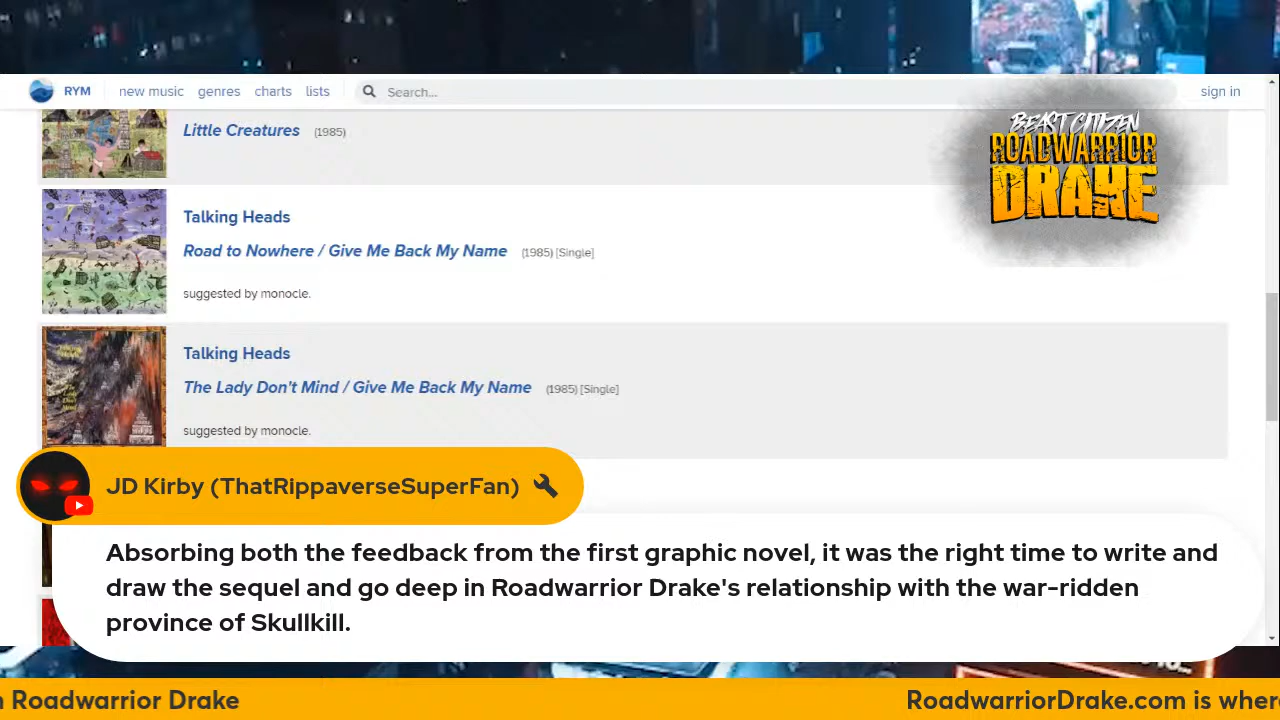 RYM new music genres charts lists Search... sign in
Little Creatures (1985)
BEAST CITIZEN
ROADWARRIOR
DRAKE
Talking Heads
Road to Nowhere / Give Me Back My Name (1985) [Single]
suggested by monocle.
Talking Heads
The Lady Don't Mind / Give Me Back My Name (1985) [Single]
suggested by monocle.
JD Kirby (ThatRippaverseSuperFan)
Absorbing both the feedback from the first graphic novel, it was the right time to write and
draw the sequel and go deep in Roadwarrior Drake's relationship with the war-ridden
province of Skullkill.
n Roadwarrior Drake RoadwarriorDrake.com is wher